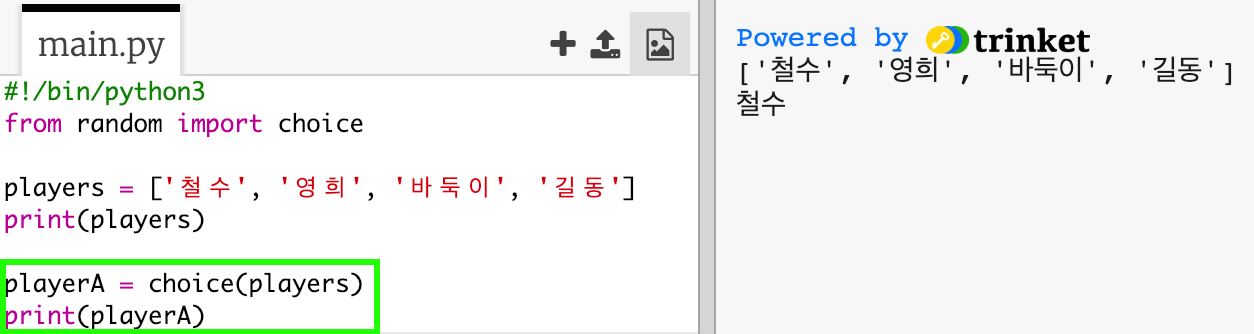 main.py
#!/bin/python3
from random import choice
players = ['철수', '영희', '바둑이', '길동']
print(players)
playerA = choice(players)
print(playerA)
Powered by trinket
['철수', '영희', '바둑이', '길동']
철수